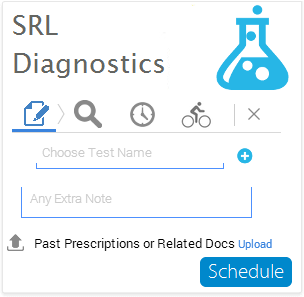 SRL
Diagnostics
Choose Test Name
Any Extra Note
Past Prescriptions or Related Docs Upload
Schedule